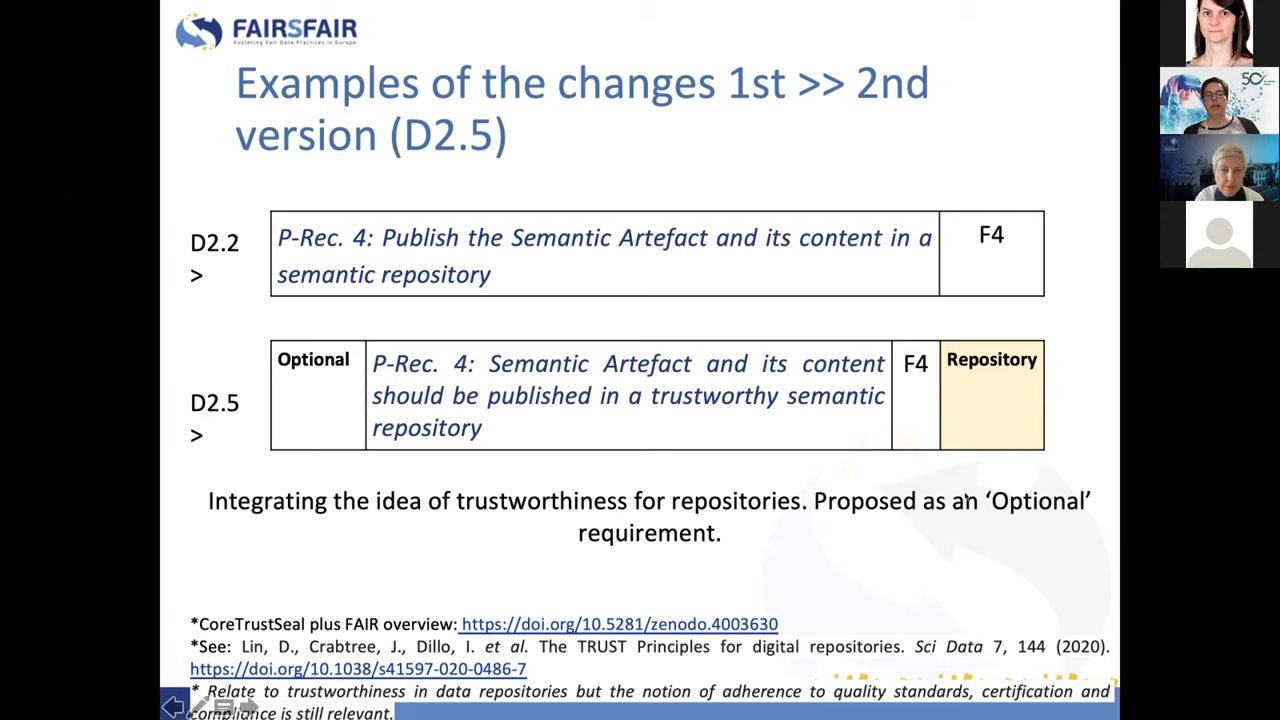 FAIRSFAIR
Fostering Fair Data Practices in Europe
Examples of the changes 1st >> 2nd
version (D2.5)
D2.2
>
P-Rec. 4: Publish the Semantic Artefact and its content in a
semantic repository
F4
D2.5
>
Optional
P-Rec. 4: Semantic Artefact and its content
should be published in a trustworthy semantic
repository
F4
Repository
Integrating the idea of trustworthiness for repositories. Proposed as an ‘Optional’
requirement.
*CoreTrustSeal plus FAIR overview: https://doi.org/10.5281/zenodo.4003630
*See: Lin, D., Crabtree, J., Dillo, I. et al. The TRUST Principles for digital repositories. Sci Data 7, 144 (2020).
https://doi.org/10.1038/s41597-020-0486-7
* Relate to trustworthiness in data repositories but the notion of adherence to quality standards, certification and
compliance is still relevant.
50